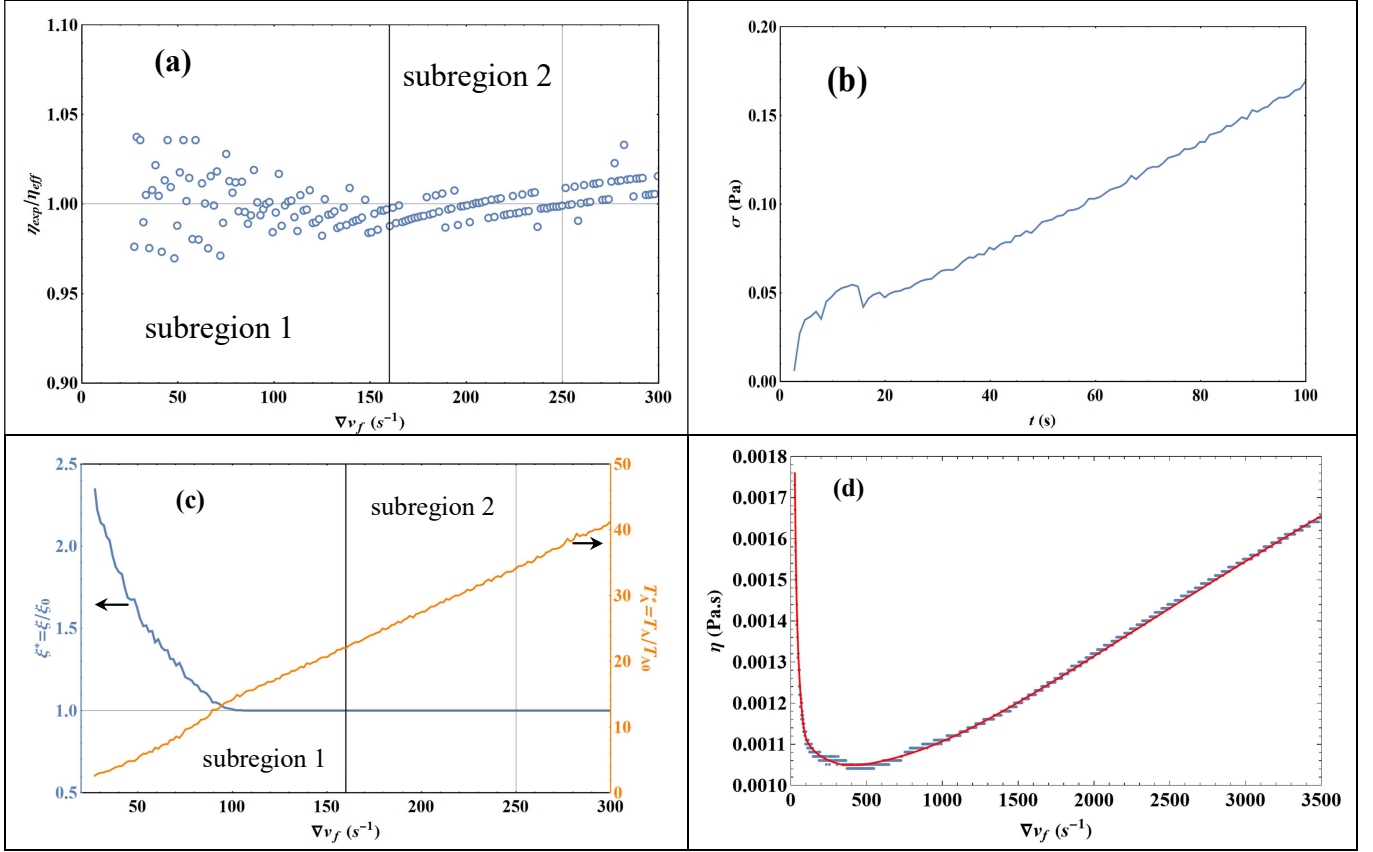 (a)
subregion 2
subregion 1
η_exp/η_eff
1.10
1.05
1.00
0.95
0.90
0 50 100 150 200 250 300
∇v_f (s⁻¹)
(b)
σ (Pa)
0.20
0.15
0.10
0.05
0.00
0 20 40 60 80 100
t (s)
(c)
subregion 2
subregion 1
ξ*=ξ/ξ₀
2.5
2.0
1.5
1.0
0.5
50 100 150 200 250 300
∇v_f (s⁻¹)
50
40
30
20
10
0
T_Λ*=T_Λ/T_Λ0
(d)
η (Pa.s)
0.0018
0.0017
0.0016
0.0015
0.0014
0.0013
0.0012
0.0011
0.0010
0 500 1000 1500 2000 2500 3000 3500
∇v_f (s⁻¹)